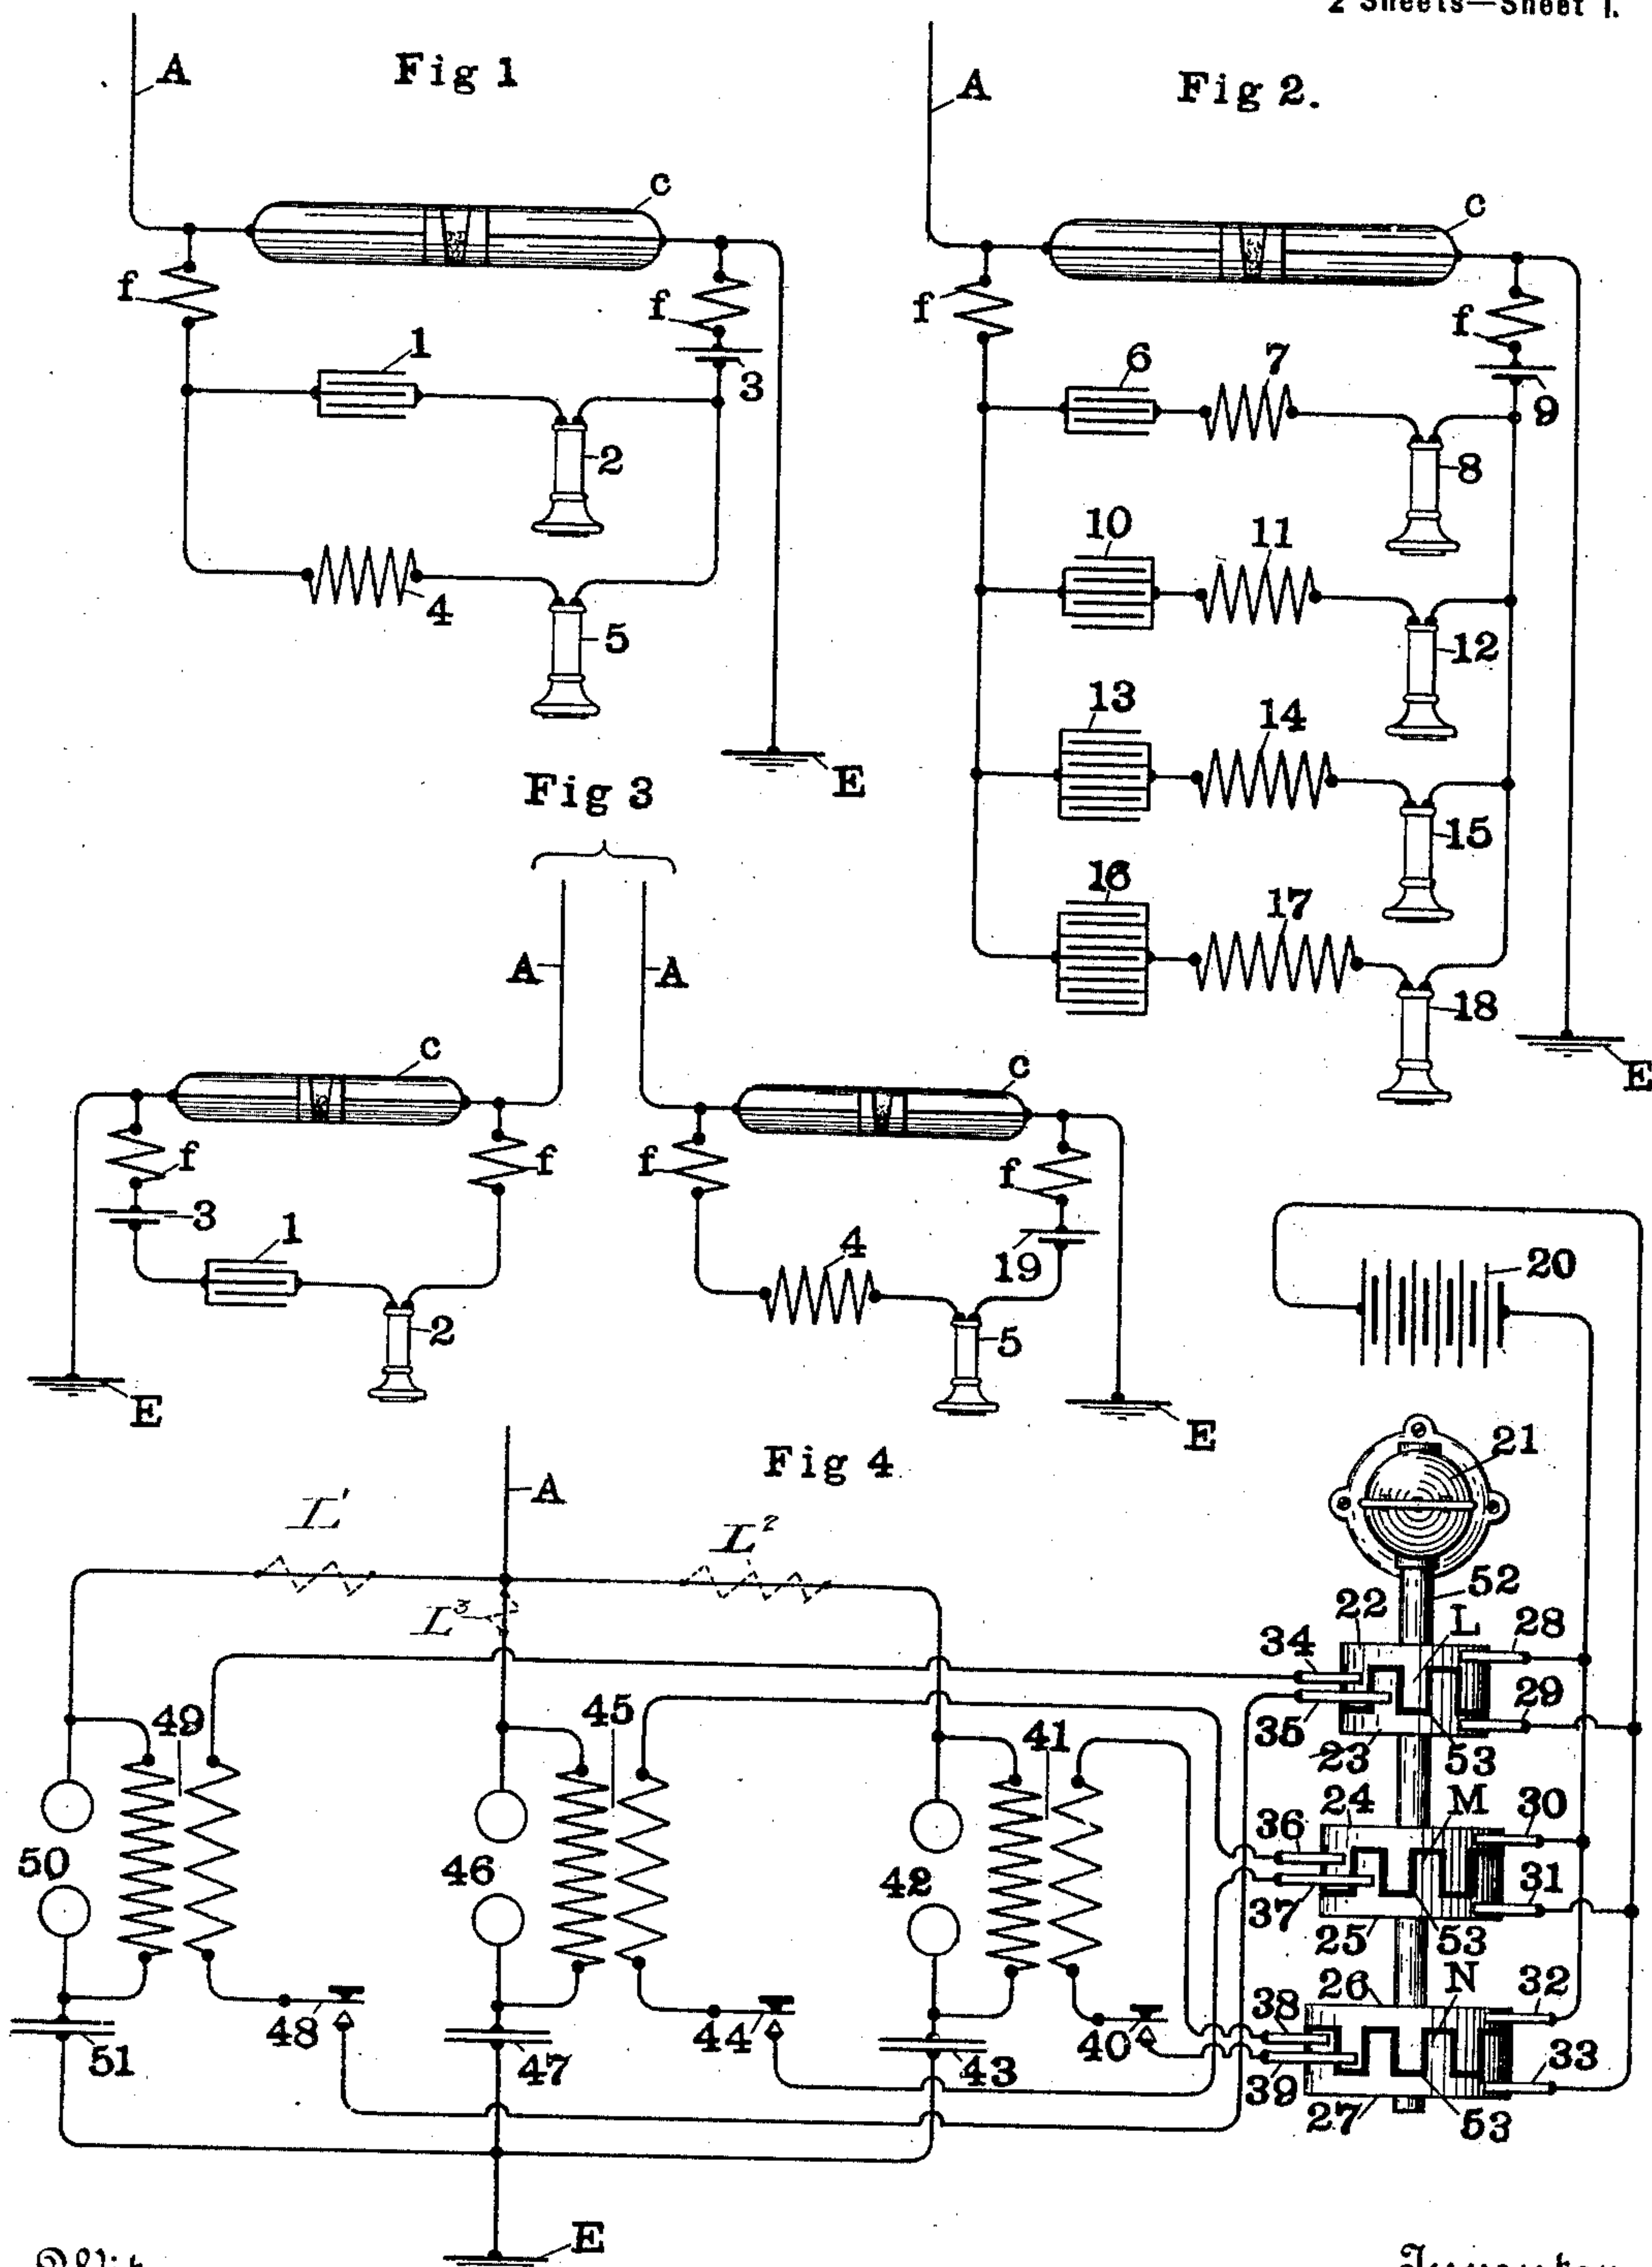 2 Sheets—Sheet 1.
Fig 1
A
c
f
f
1
3
2
4
5
E
Fig 2.
A
c
f
f
6
7
9
8
10
11
12
13
14
15
16
17
18
E
Fig 3
A
A
c
c
f
f
f
f
3
1
2
4
19
5
E
E
Fig 4
A
L'
L²
L³
20
21
52
22
L
28
34
29
35
23
53
24
M
30
36
31
37
25
53
26
N
32
38
33
39
27
53
49
45
41
50
46
42
48
44
40
51
47
43
E